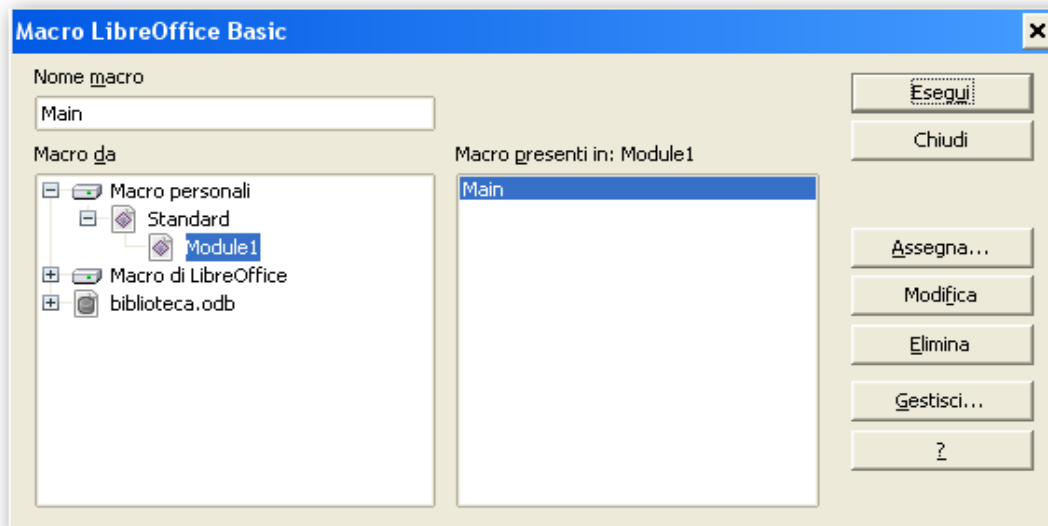 Macro LibreOffice Basic
Nome macro
Main
Macro da
Macro personali
Standard
Module1
Macro di LibreOffice
biblioteca.odb
Macro presenti in: Module1
Main
Esegui
Chiudi
Assegna...
Modifica
Elimina
Gestisci...
?